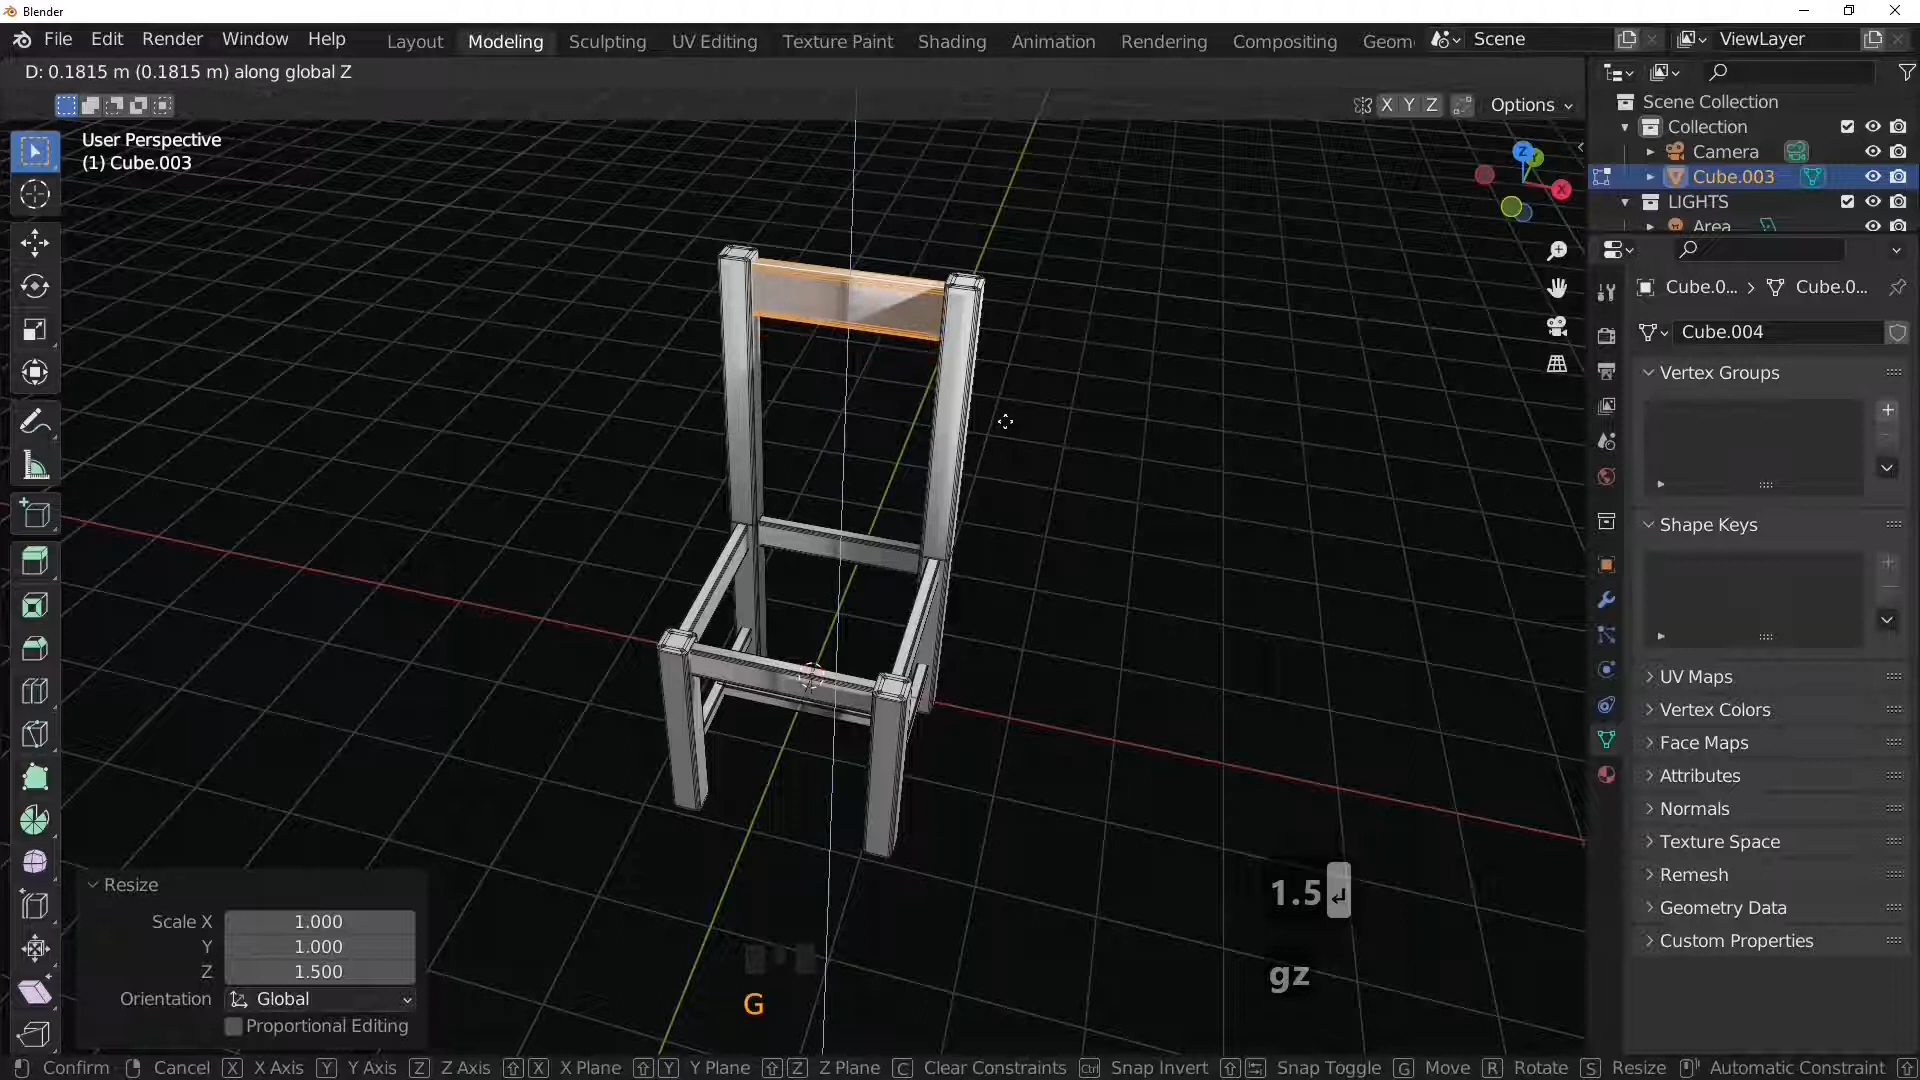 Blender
File Edit Render Window Help
Layout Modeling Sculpting UV Editing Texture Paint Shading Animation Rendering Compositing Geom
Scene
ViewLayer
D: 0.1815 m (0.1815 m) along global Z
X Y Z
Options
User Perspective
(1) Cube.003
Z
X
Scene Collection
Collection
Camera
Cube.003
LIGHTS
Area
Cube.0... > Cube.0...
Cube.004
Vertex Groups
Shape Keys
UV Maps
Vertex Colors
Face Maps
Attributes
Normals
Texture Space
Remesh
Geometry Data
Custom Properties
Resize
Scale X 1.000
Y 1.000
Z 1.500
Orientation Global
Proportional Editing
1.5
gz
G
Confirm Cancel X X Axis Y Y Axis Z Z Axis X X Plane Y Y Plane Z Z Plane C Clear Constraints Ctrl Snap Invert Snap Toggle G Move R Rotate S Resize Automatic Constraint